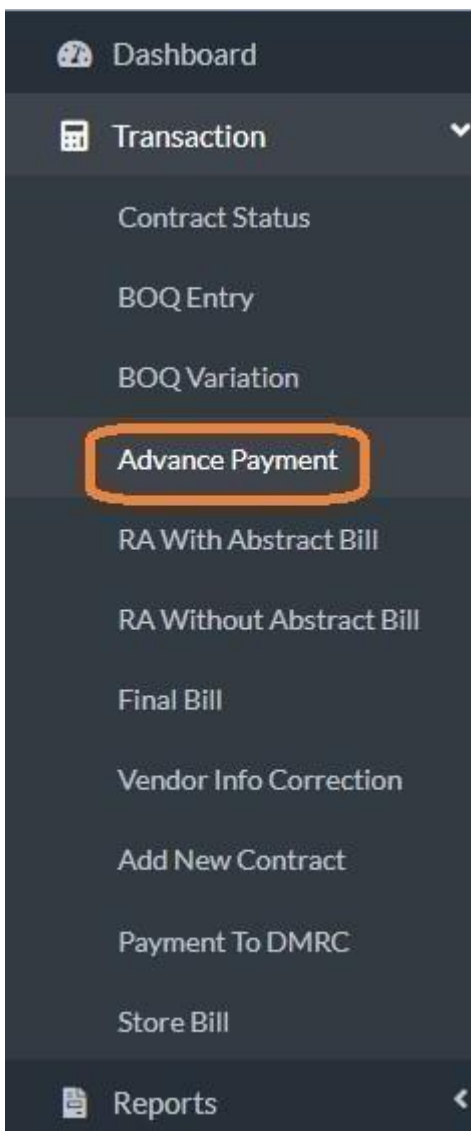 Dashboard
Transaction
Contract Status
BOQ Entry
BOQ Variation
Advance Payment
RA With Abstract Bill
RA Without Abstract Bill
Final Bill
Vendor Info Correction
Add New Contract
Payment To DMRC
Store Bill
Reports